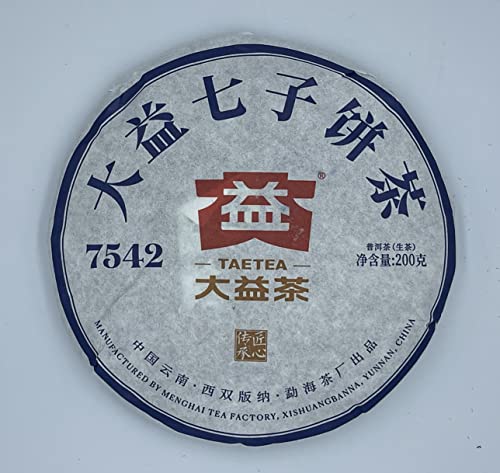 大益七子饼茶
益®
7542
TAETEA
大益茶
普洱茶(生茶)
净含量:200克
匠心
传承
中国云南·西双版纳·勐海茶厂出品
MANUFACTURED BY MENGHAI TEA FACTORY, XISHUANGBANNA, YUNNAN, CHINA